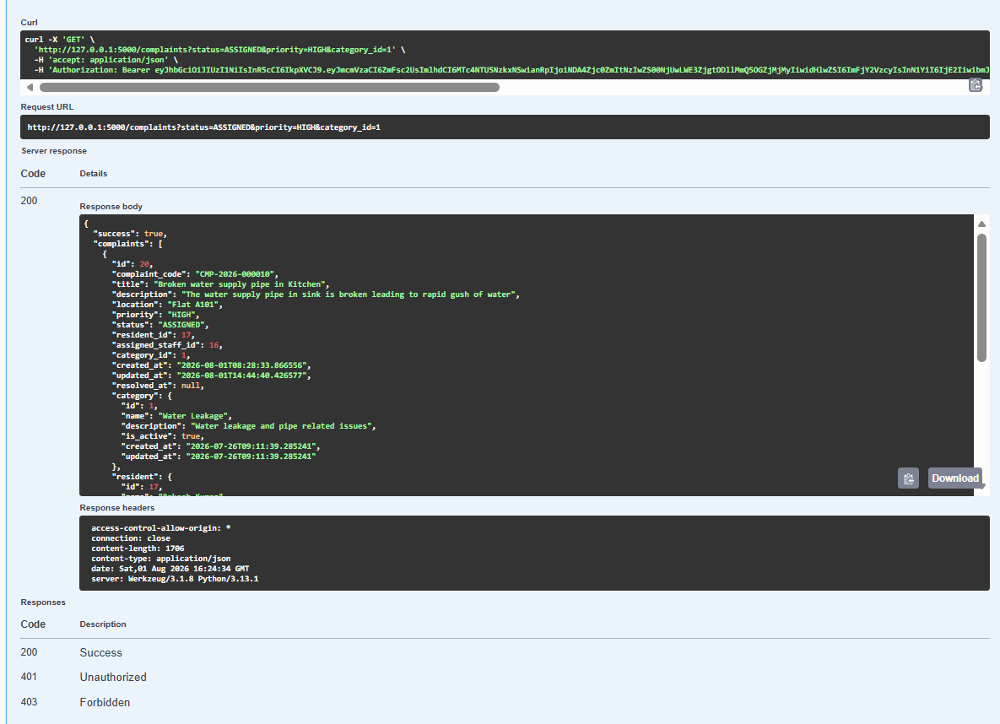 Curl
curl -X 'GET' \
'http://127.0.0.1:5000/complaints?status=ASSIGNED&priority=HIGH&category_id=1' \
-H 'accept: application/json' \
-H 'Authorization: Bearer
Request URL
http://127.0.0.1:5000/complaints?status=ASSIGNED&priority=HIGH&category_id=1
Server response
Code Details
200
Response body
{
"success": true,
"complaints": [
{
"id": 20,
"complaint_code": "CMP-2026-000010",
"title": "Broken water supply pipe in Kitchen",
"description": "The water supply pipe in sink is broken leading to rapid gush of water",
"location": "Flat A101",
"priority": "HIGH",
"status": "ASSIGNED",
"resident_id": 17,
"assigned_staff_id": 16,
"category_id": 1,
"created_at": "2026-08-01T08:28:33.866556",
"updated_at": "2026-08-01T14:44:40.426577",
"resolved_at": null,
"category": {
"id": 1,
"name": "Water Leakage",
"description": "Water leakage and pipe related issues",
"is_active": true,
"created_at": "2026-07-26T09:11:39.285241",
"updated_at": "2026-07-26T09:11:39.285241"
},
"resident": {
"id": 17,
Download
Response headers
access-control-allow-origin: *
connection: close
content-length: 1706
content-type: application/json
date: Sat,01 Aug 2026 16:24:34 GMT
server: Werkzeug/3.1.8 Python/3.13.1
Responses
Code Description
200 Success
401 Unauthorized
403 Forbidden